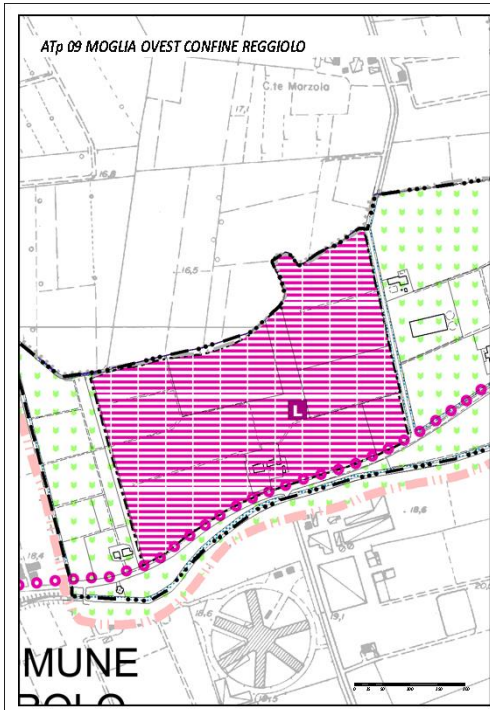 ATp 09 MOGLIA OVEST CONFINE REGGIOLO
C.te Marzola
17,1
16,8
16,5
L
18,4
18,6
18,6
19,1
MUNE